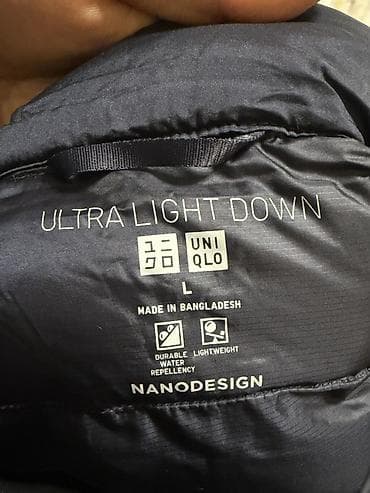 ULTRA LIGHT DOWN
ユニ UNI
クロ QLO
L
MADE IN BANGLADESH
DURABLE WATER REPELLENCY
LIGHTWEIGHT
NANODESIGN